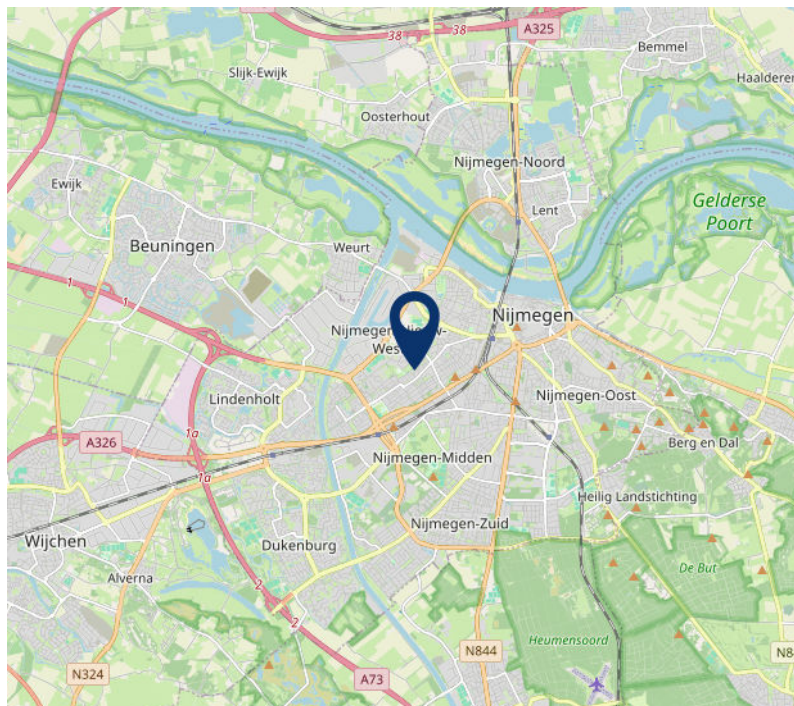 38
38
A325
Bemmel
Slijk-Ewijk
Haalderen
Oosterhout
Nijmegen-Noord
Ewijk
Gelderse
Poort
Lent
Beuningen
Weurt
1
1
Nijmegen
Lindenholt
Nijmegen-Oost
1a
A326
Berg en Dal
1a
Nijmegen-Midden
Heilig Landstichting
Nijmegen-Zuid
Wijchen
Dukenburg
De But
Alverna
2
2
Heumensoord
N844
N324
A73